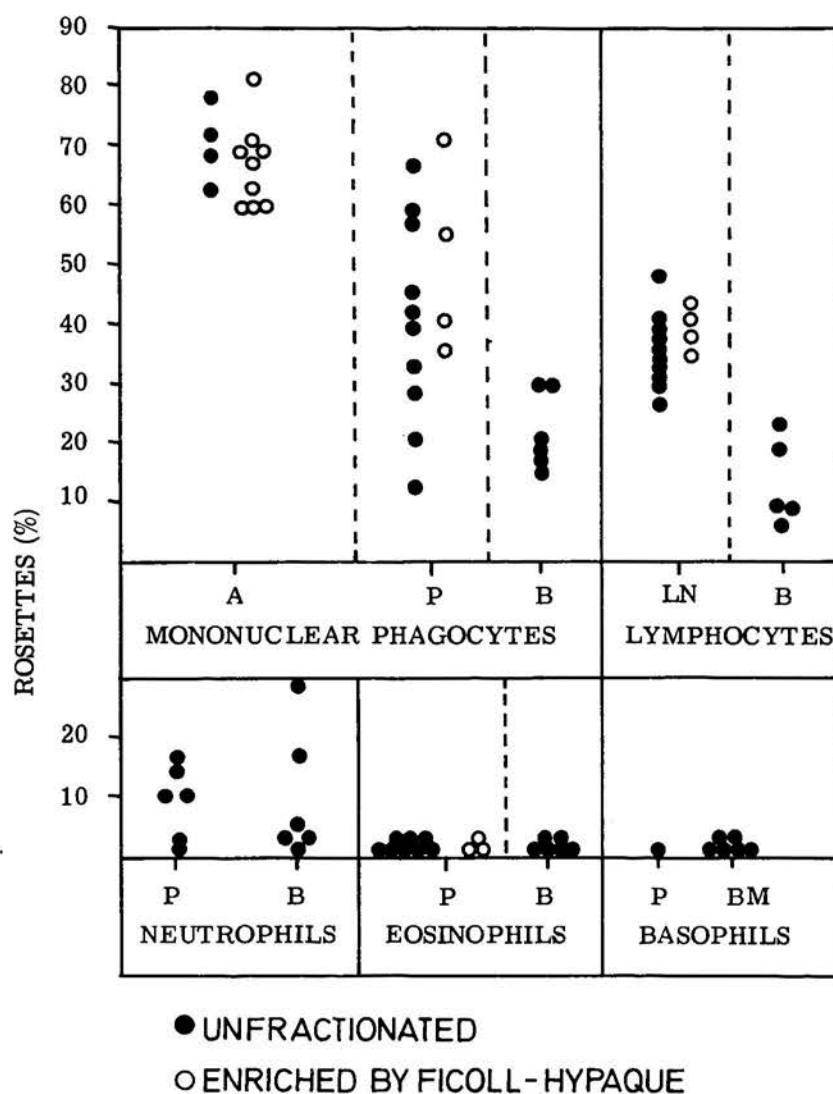 90
80
70
60
50
40
30
20
10
ROSETTES (%)
A P B LN B
MONONUCLEAR PHAGOCYTES LYMPHOCYTES
20
10
P B P B P BM
NEUTROPHILS EOSINOPHILS BASOPHILS
UNFRACTIONATED
ENRICHED BY FICOLL-HYPAQUE